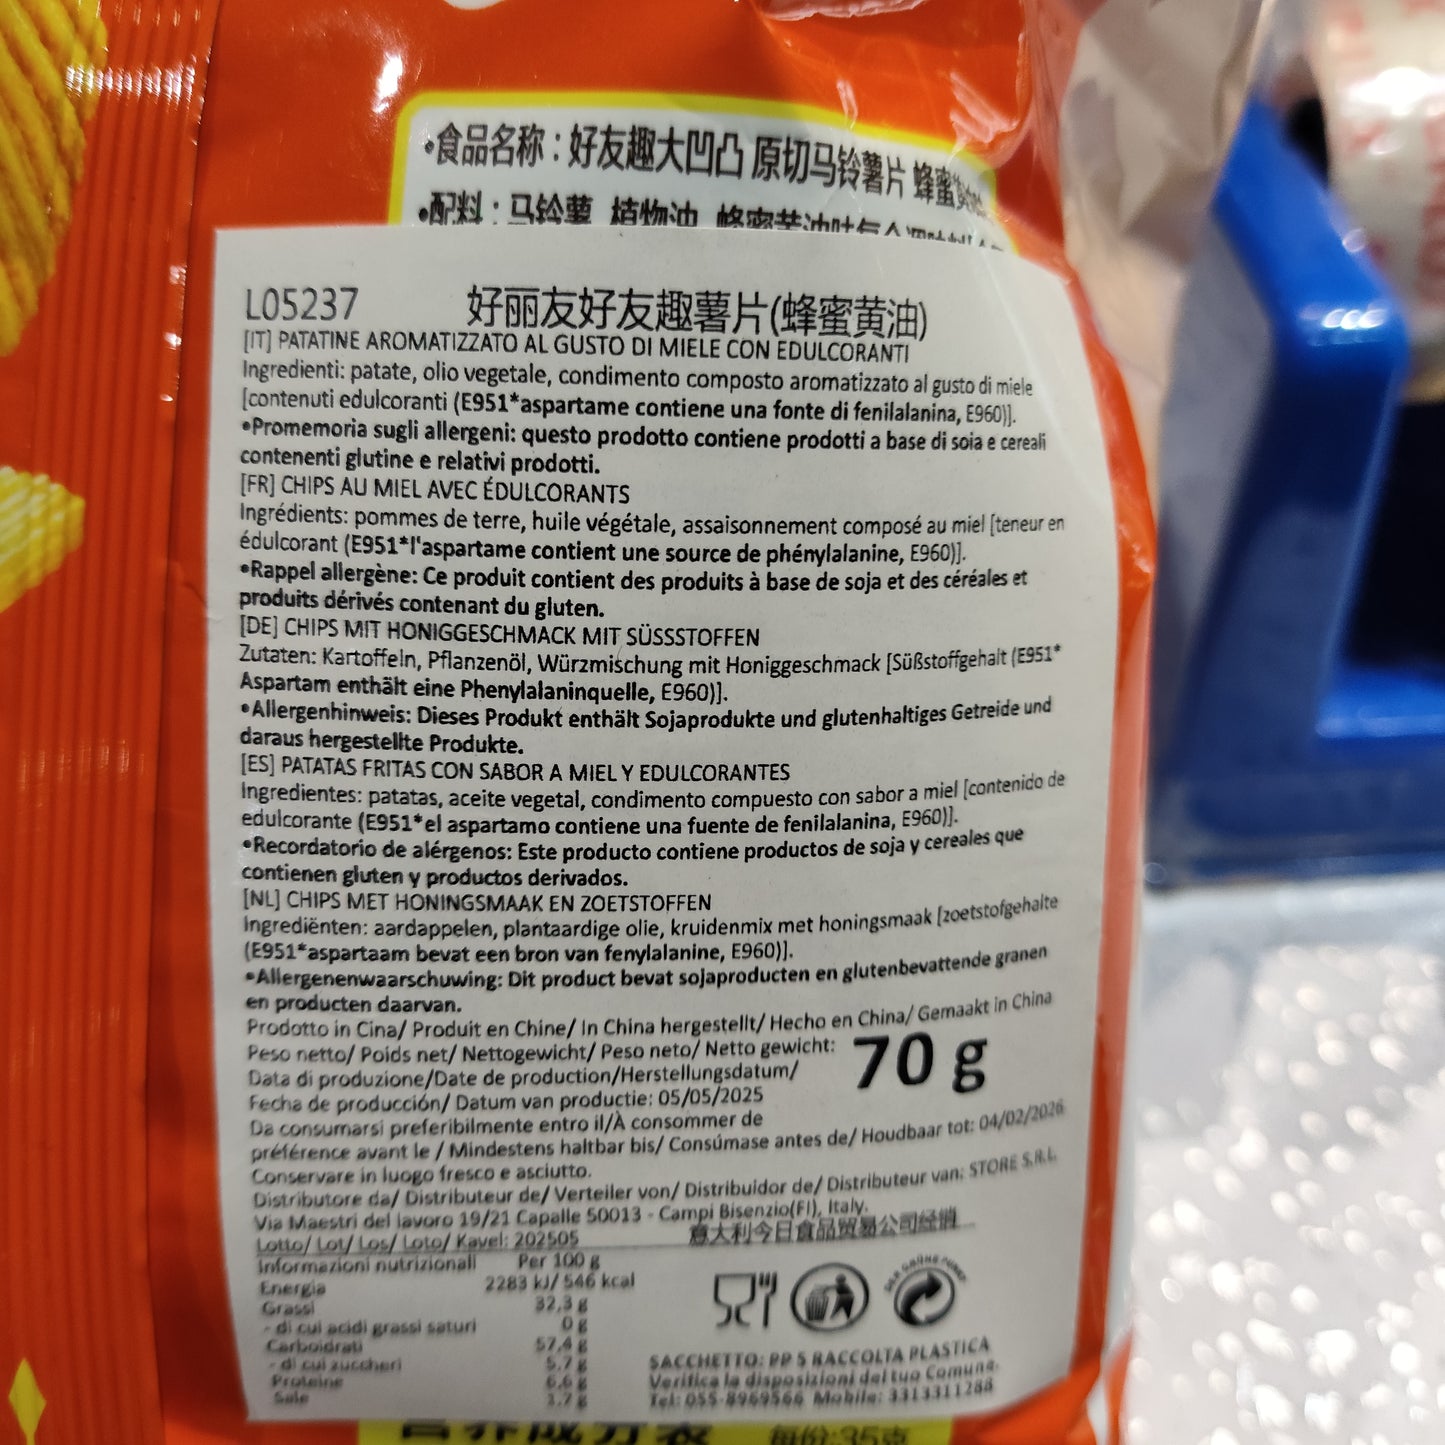 •食品名称：好友趣大凹凸 原切马铃薯片 蜂蜜黄油
•配料：马铃薯 植物油 蜂蜜黄油味
L05237 好丽友好友趣薯片(蜂蜜黄油)
[IT] PATATINE AROMATIZZATO AL GUSTO DI MIELE CON EDULCORANTI
Ingredienti: patate, olio vegetale, condimento composto aromatizzato al gusto di miele
[contenuti edulcoranti (E951*aspartame contiene una fonte di fenilalanina, E960)].
•Promemoria sugli allergeni: questo prodotto contiene prodotti a base di soia e cereali
contenenti glutine e relativi prodotti.
[FR] CHIPS AU MIEL AVEC ÉDULCORANTS
Ingrédients: pommes de terre, huile végétale, assaisonnement composé au miel [teneur en
édulcorant (E951*l'aspartame contient une source de phénylalanine, E960)].
•Rappel allergène: Ce produit contient des produits à base de soja et des céréales et
produits dérivés contenant du gluten.
[DE] CHIPS MIT HONIGGESCHMACK MIT SÜSSSTOFFEN
Zutaten: Kartoffeln, Pflanzenöl, Würzmischung mit Honiggeschmack [Süßstoffgehalt (E951*
Aspartam enthält eine Phenylalaninquelle, E960)].
•Allergenhinweis: Dieses Produkt enthält Sojaprodukte und glutenhaltiges Getreide und
daraus hergestellte Produkte.
[ES] PATATAS FRITAS CON SABOR A MIEL Y EDULCORANTES
Ingredientes: patatas, aceite vegetal, condimento compuesto con sabor a miel [contenido de
edulcorante (E951*el aspartamo contiene una fuente de fenilalanina, E960)].
•Recordatorio de alérgenos: Este producto contiene productos de soja y cereales que
contienen gluten y productos derivados.
[NL] CHIPS MET HONINGSMAAK EN ZOETSTOFFEN
Ingrediënten: aardappelen, plantaardige olie, kruidenmix met honingsmaak [zoetstofgehalte
(E951*aspartaam bevat een bron van fenylalanine, E960)].
•Allergenenwaarschuwing: Dit product bevat sojaproducten en glutenbevattende granen
en producten daarvan.
Prodotto in Cina/ Produit en Chine/ In China hergestellt/ Hecho en China/ Gemaakt in China
Peso netto/ Poids net/ Nettogewicht/ Peso neto/ Netto gewicht: 70 g
Data di produzione/Date de production/Herstellungsdatum/
Fecha de producción/ Datum van productie: 05/05/2025
Da consumarsi preferibilmente entro il/À consommer de
préférence avant le / Mindestens haltbar bis/ Consúmase antes de/ Houdbaar tot: 04/02/2026
Conservare in luogo fresco e asciutto.
Distributore da/ Distributeur de/ Verteiler von/ Distribuidor de/ Distributeur van: STORE S.R.L.
Via Maestri del lavoro 19/21 Capalle 50013 - Campi Bisenzio(FI), Italy.
Lotto/ Lot/ Los/ Loto/ Kavel: 202505 意大利今日食品贸易公司经销
Informazioni nutrizionali Per 100 g
Energia 2283 kJ/ 546 kcal
Grassi 32,3 g
- di cui acidi grassi saturi 0 g
Carboidrati 57,4 g
- di cui zuccheri 5,7 g
Proteine 6,6 g
Sale 1,7 g
DER GRÜNE PUNKT
SACCHETTO: PP 5 RACCOLTA PLASTICA
Verifica le disposizioni del tuo Comune.
Tel: 055-8969566 Mobile: 3313311288
营养成分表 每份:35克